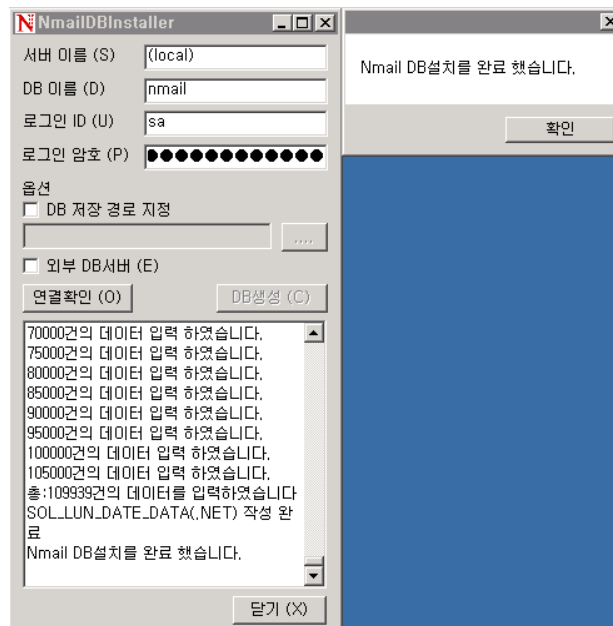 NmailDBInstaller
서버 이름 (S)
(local)
DB 이름 (D)
nmail
로그인 ID (U)
sa
로그인 암호 (P)
●●●●●●●●●●●●
옵션
DB 저장 경로 지정
....
외부 DB서버 (E)
연결확인 (O)
DB생성 (C)
70000건의 데이터 입력 하였습니다.
75000건의 데이터 입력 하였습니다.
80000건의 데이터 입력 하였습니다.
85000건의 데이터 입력 하였습니다.
90000건의 데이터 입력 하였습니다.
95000건의 데이터 입력 하였습니다.
100000건의 데이터 입력 하였습니다.
105000건의 데이터 입력 하였습니다.
총:109939건의 데이터를 입력하였습니다
SOL_LUN_DATE_DATA(.NET) 작성 완
료
Nmail DB설치를 완료 했습니다.
닫기 (X)
Nmail DB설치를 완료 했습니다.
확인